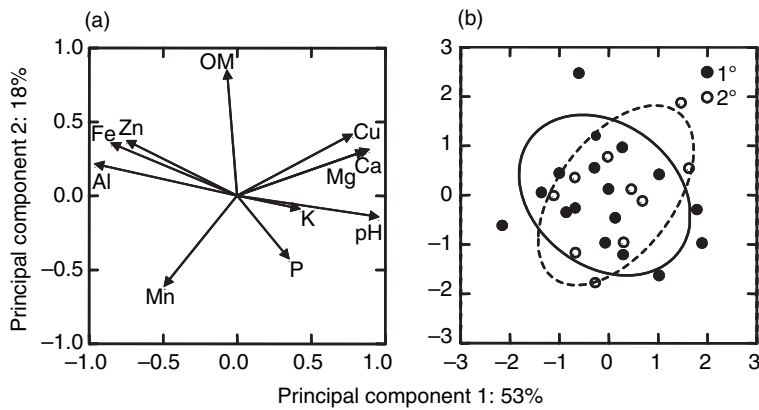 (a)
(b)
Principal component 2: 18%
1.0
0.5
0.0
−0.5
−1.0
OM
Fe
Zn
Al
Cu
Ca
Mg
K
pH
P
Mn
−1.0
−0.5
0.0
0.5
1.0
3
2
1
0
−1
−2
−3
1°
2°
−3
−2
−1
0
1
2
3
Principal component 1: 53%